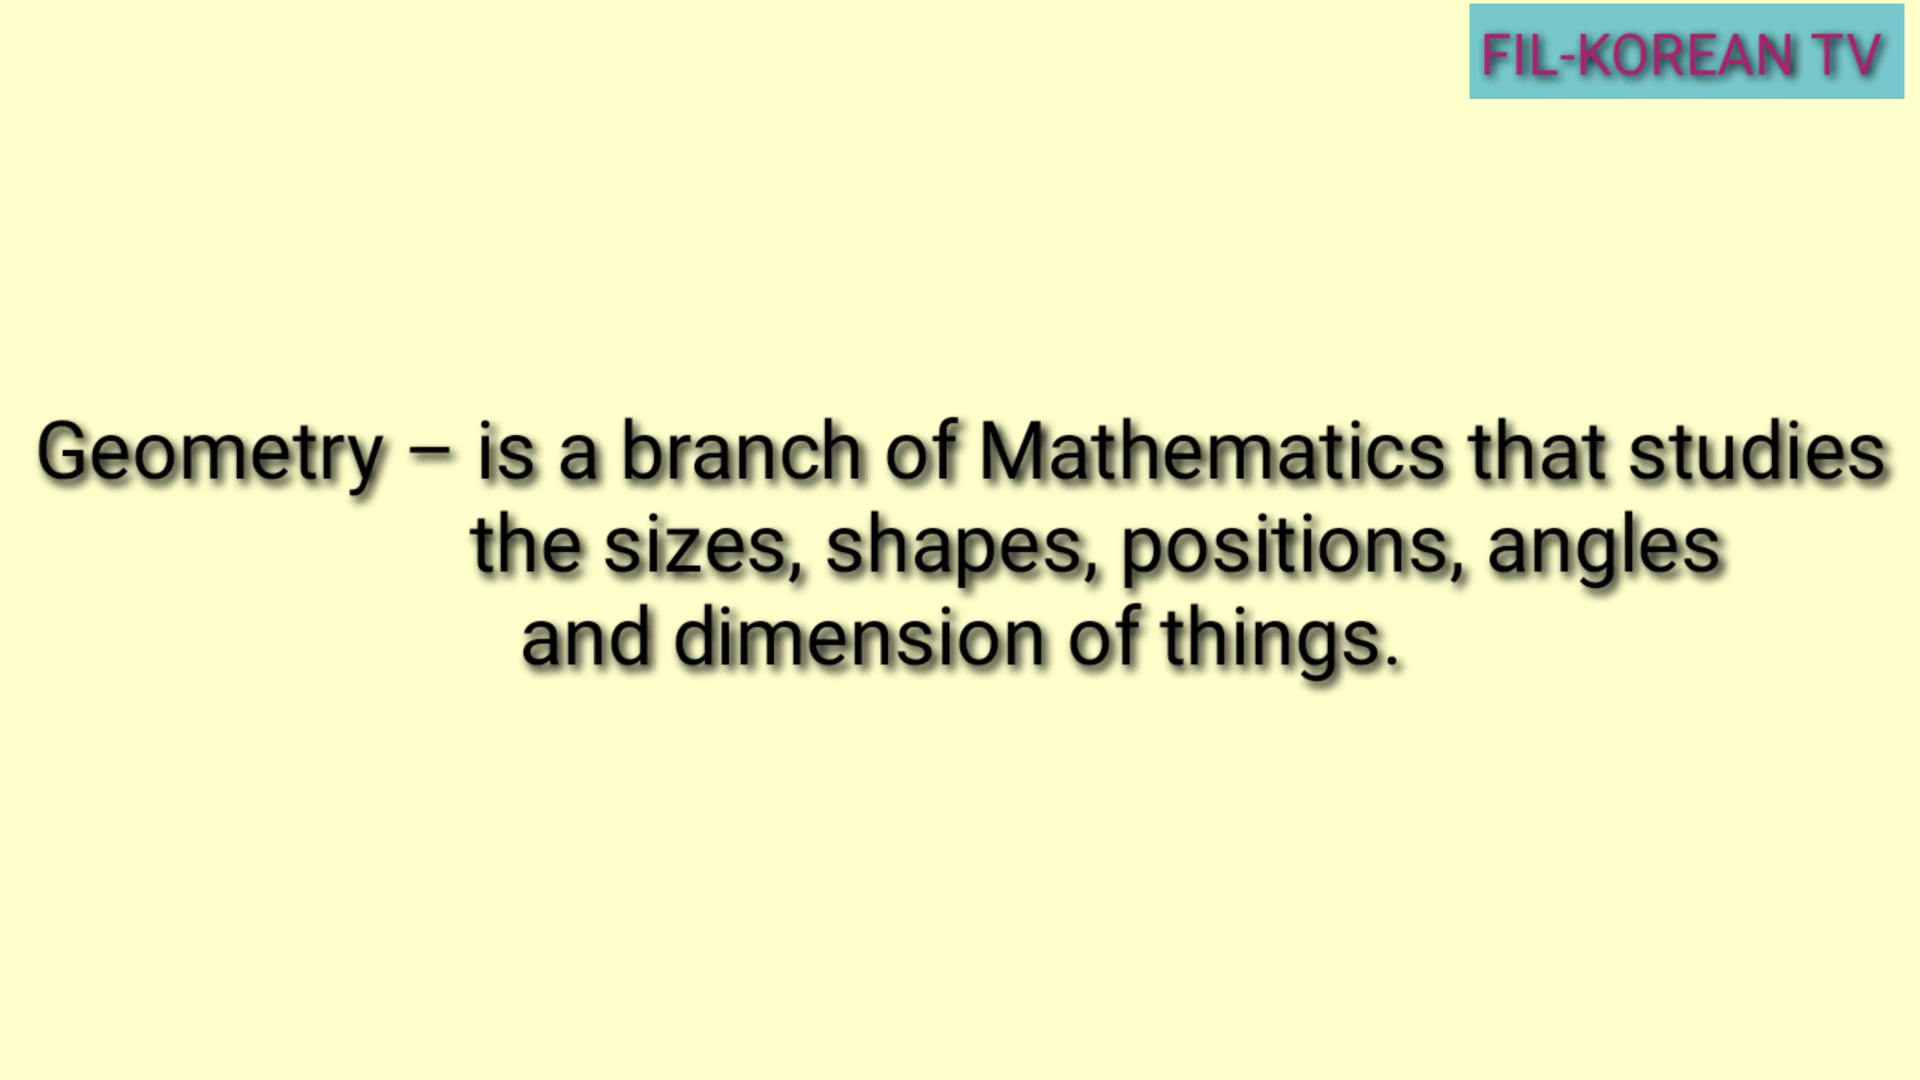 FIL-KOREAN TV
Geometry – is a branch of Mathematics that studies
the sizes, shapes, positions, angles
and dimension of things.